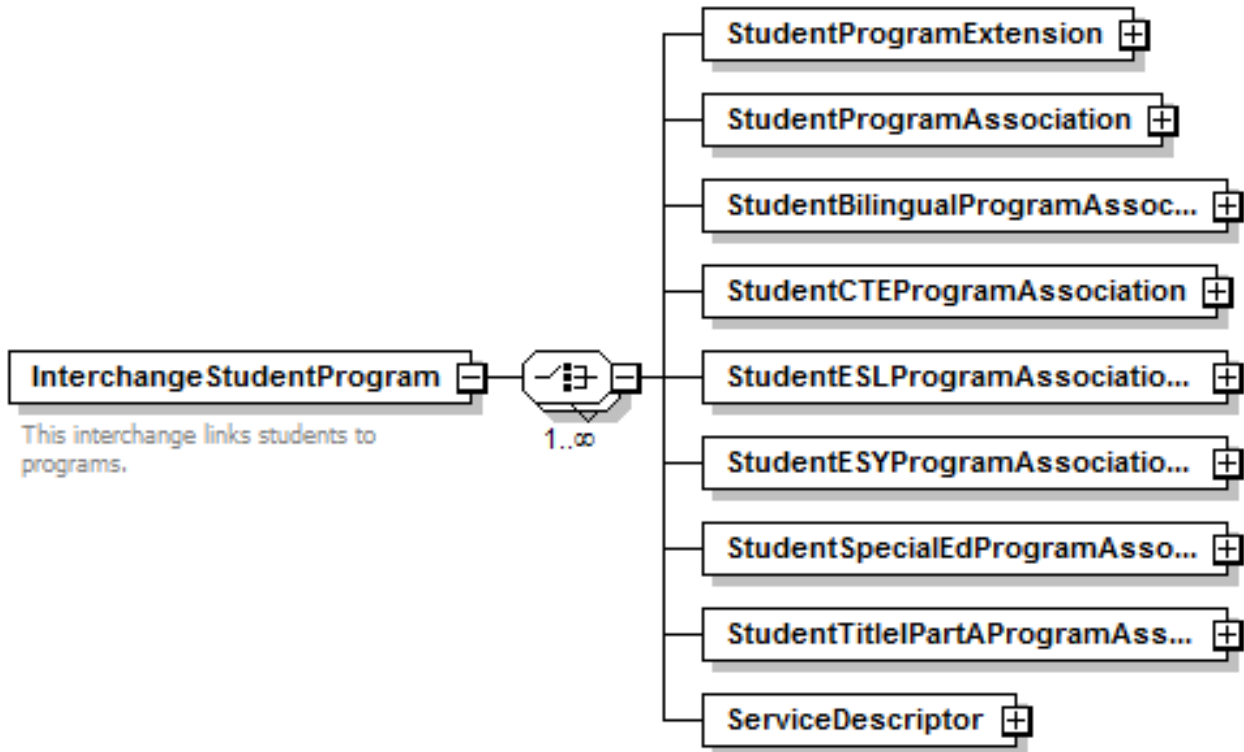 StudentProgramExtension
StudentProgramAssociation
StudentBilingualProgramAssoc...
StudentCTEProgramAssociation
InterchangeStudentProgram
StudentESLProgramAssociatio...
This interchange links students to
programs.
1..∞
StudentESYProgramAssociatio...
StudentSpecialEdProgramAsso...
StudentTitleIPartAProgramAss...
ServiceDescriptor